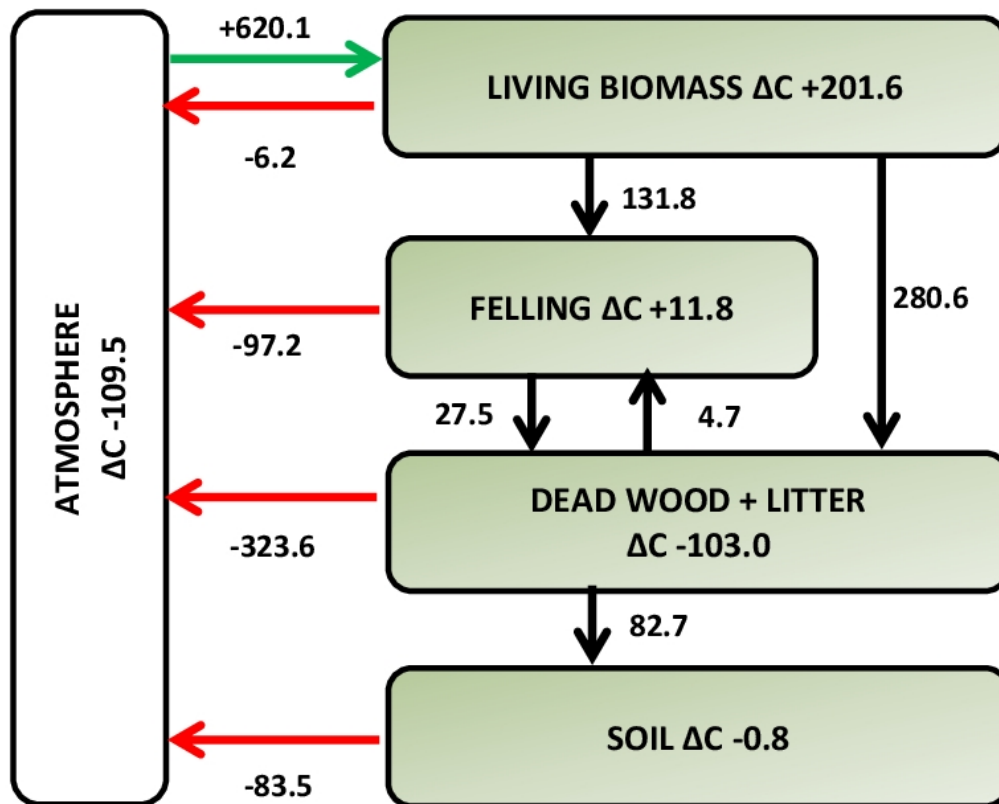 +620.1
LIVING BIOMASS ΔC +201.6
-6.2
131.8
280.6
FELLING ΔC +11.8
-97.2
ATMOSPHERE
ΔC -109.5
27.5
4.7
DEAD WOOD + LITTER
ΔC -103.0
-323.6
82.7
SOIL ΔC -0.8
-83.5